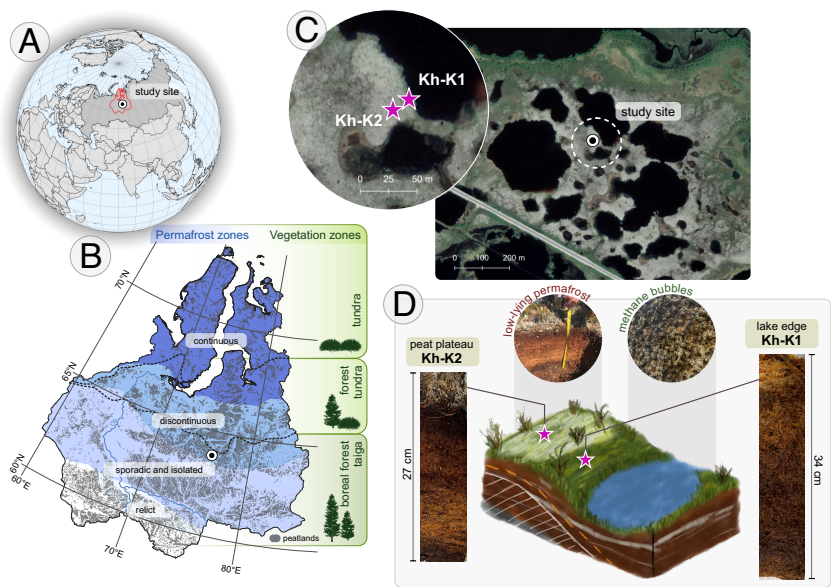 A
study site
B
Permafrost zones
Vegetation zones
70°N
65°N
60°N
60°E
70°E
80°E
continuous
discontinuous
sporadic and isolated
relict
peatlands
tundra
forest
tundra
boreal forest
taiga
C
Kh-K1
Kh-K2
0 25 50 m
study site
0 100 200 m
D
low-lying permafrost
methane bubbles
peat plateau
Kh-K2
27 cm
lake edge
Kh-K1
34 cm